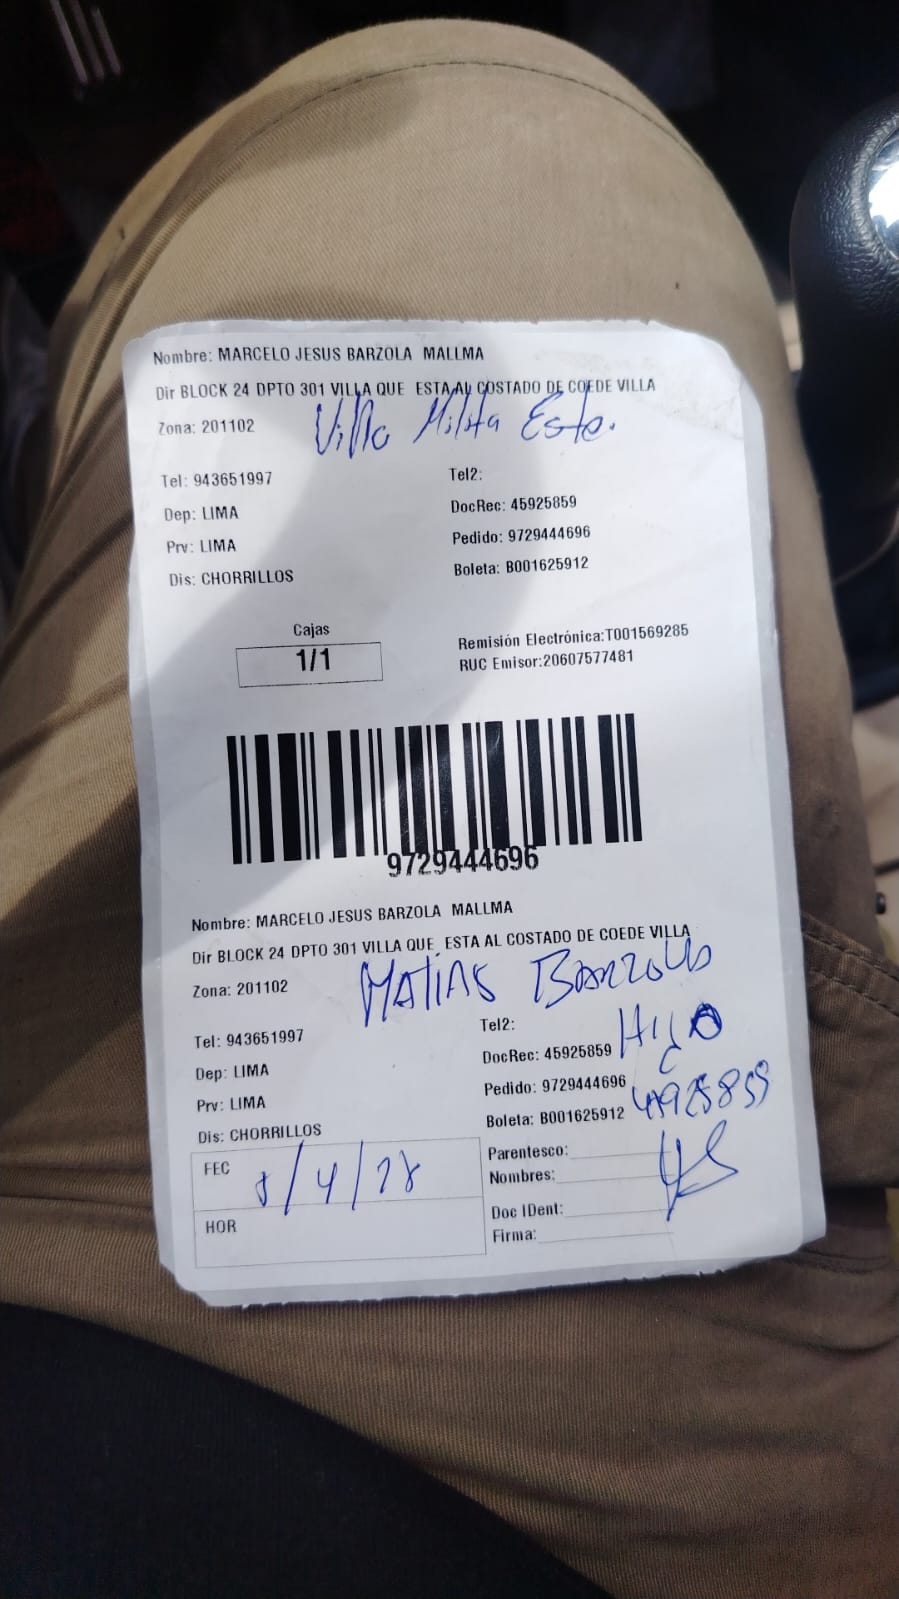 Nombre: MARCELO JESUS BARZOLA MALLMA
Dir BLOCK 24 DPTO 301 VILLA QUE ESTA AL COSTADO DE COEDE VILLA
Zona: 201102
Villa Milita Este.
Tel: 943651997 Tel2:
Dep: LIMA DocRec: 45925859
Prv: LIMA Pedido: 9729444696
Dis: CHORRILLOS Boleta: B001625912
Cajas
1/1
Remisión Electrónica:T001569285
RUC Emisor:20607577481
9729444696
Nombre: MARCELO JESUS BARZOLA MALLMA
Dir BLOCK 24 DPTO 301 VILLA QUE ESTA AL COSTADO DE COEDE VILLA
Zona: 201102
MATIAS BARZOLA
Tel: 943651997 Tel2:
HIJO
Dep: LIMA DocRec: 45925859
Prv: LIMA Pedido: 9729444696
Dis: CHORRILLOS Boleta: B001625912
FEC
Parentesco:
Nombres:
HOR
Doc IDent:
Firma: